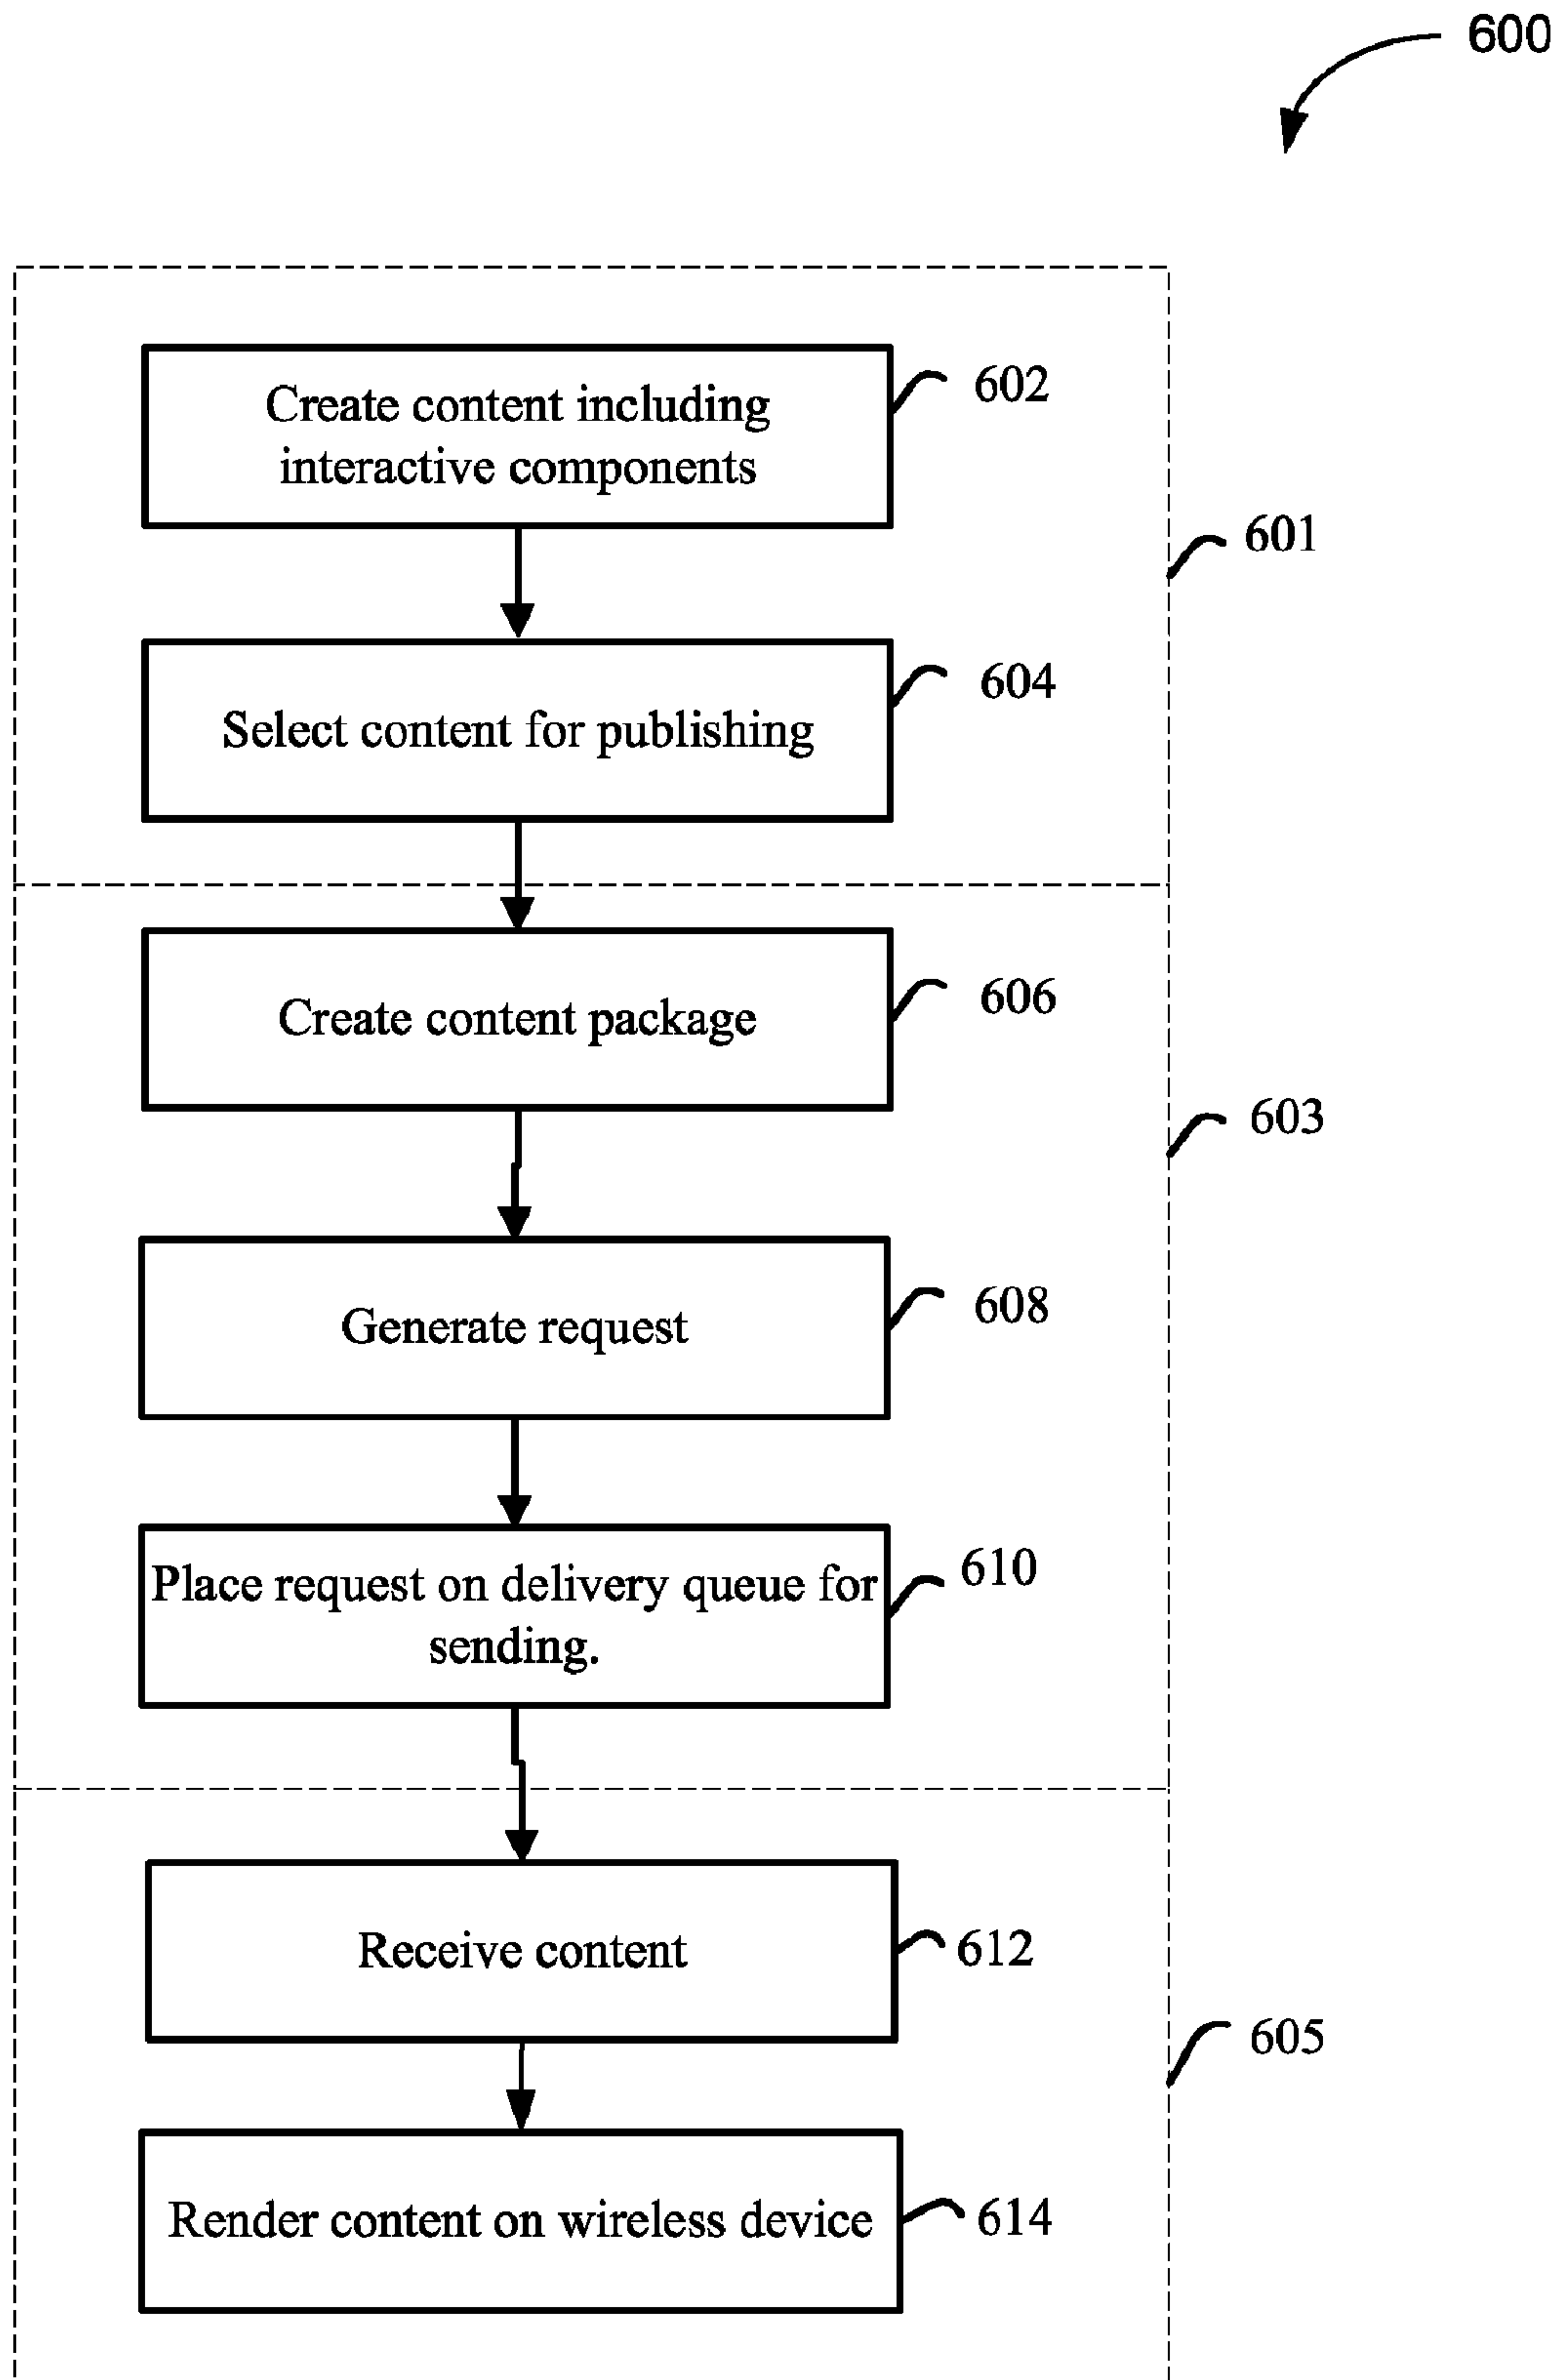 600
Create content including
interactive components
602
601
Select content for publishing
604
Create content package
606
603
Generate request
608
Place request on delivery queue for
sending.
610
Receive content
612
605
Render content on wireless device
614